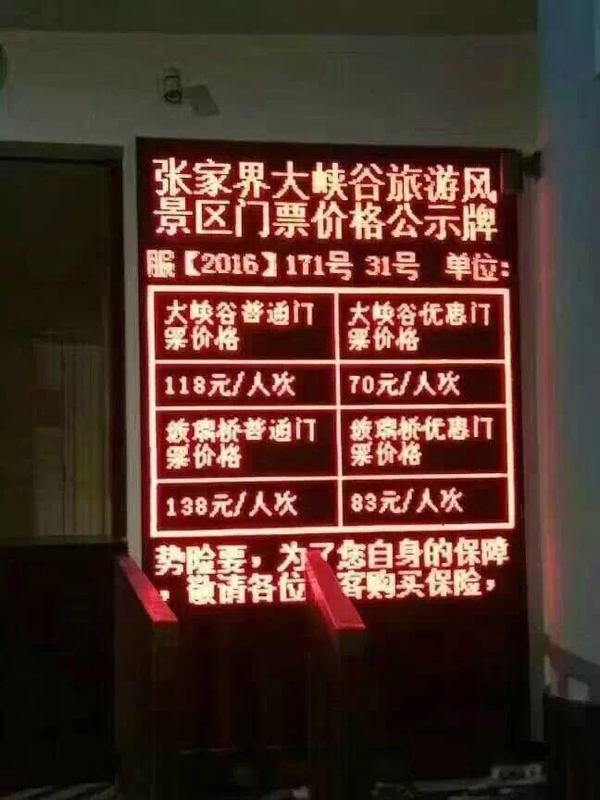 张家界大峡谷旅游风
景区门票价格公示牌
服【2016】171号 31号 单位:
大峡谷普通门
票价格
大峡谷优惠门
票价格
118元/人次
70元/人次
玻璃桥普通门
票价格
玻璃桥优惠门
票价格
138元/人次
83元/人次
势险要，为了您自身的保障
，敬请各位 客购买保险，